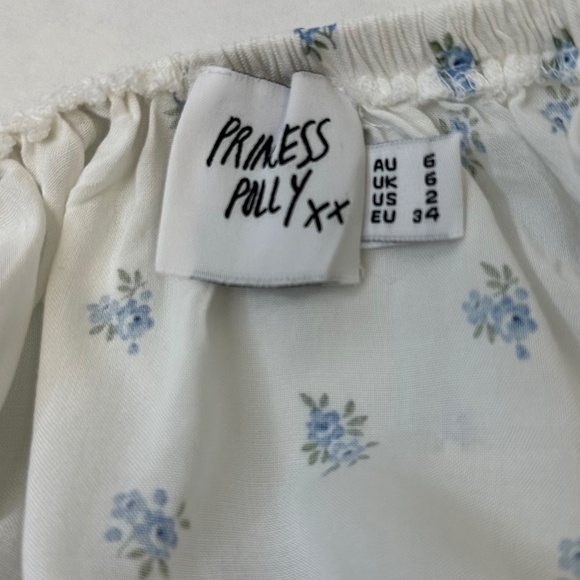 PRINCESS
POLLY xx
AU 6
UK 6
US 2
EU 34